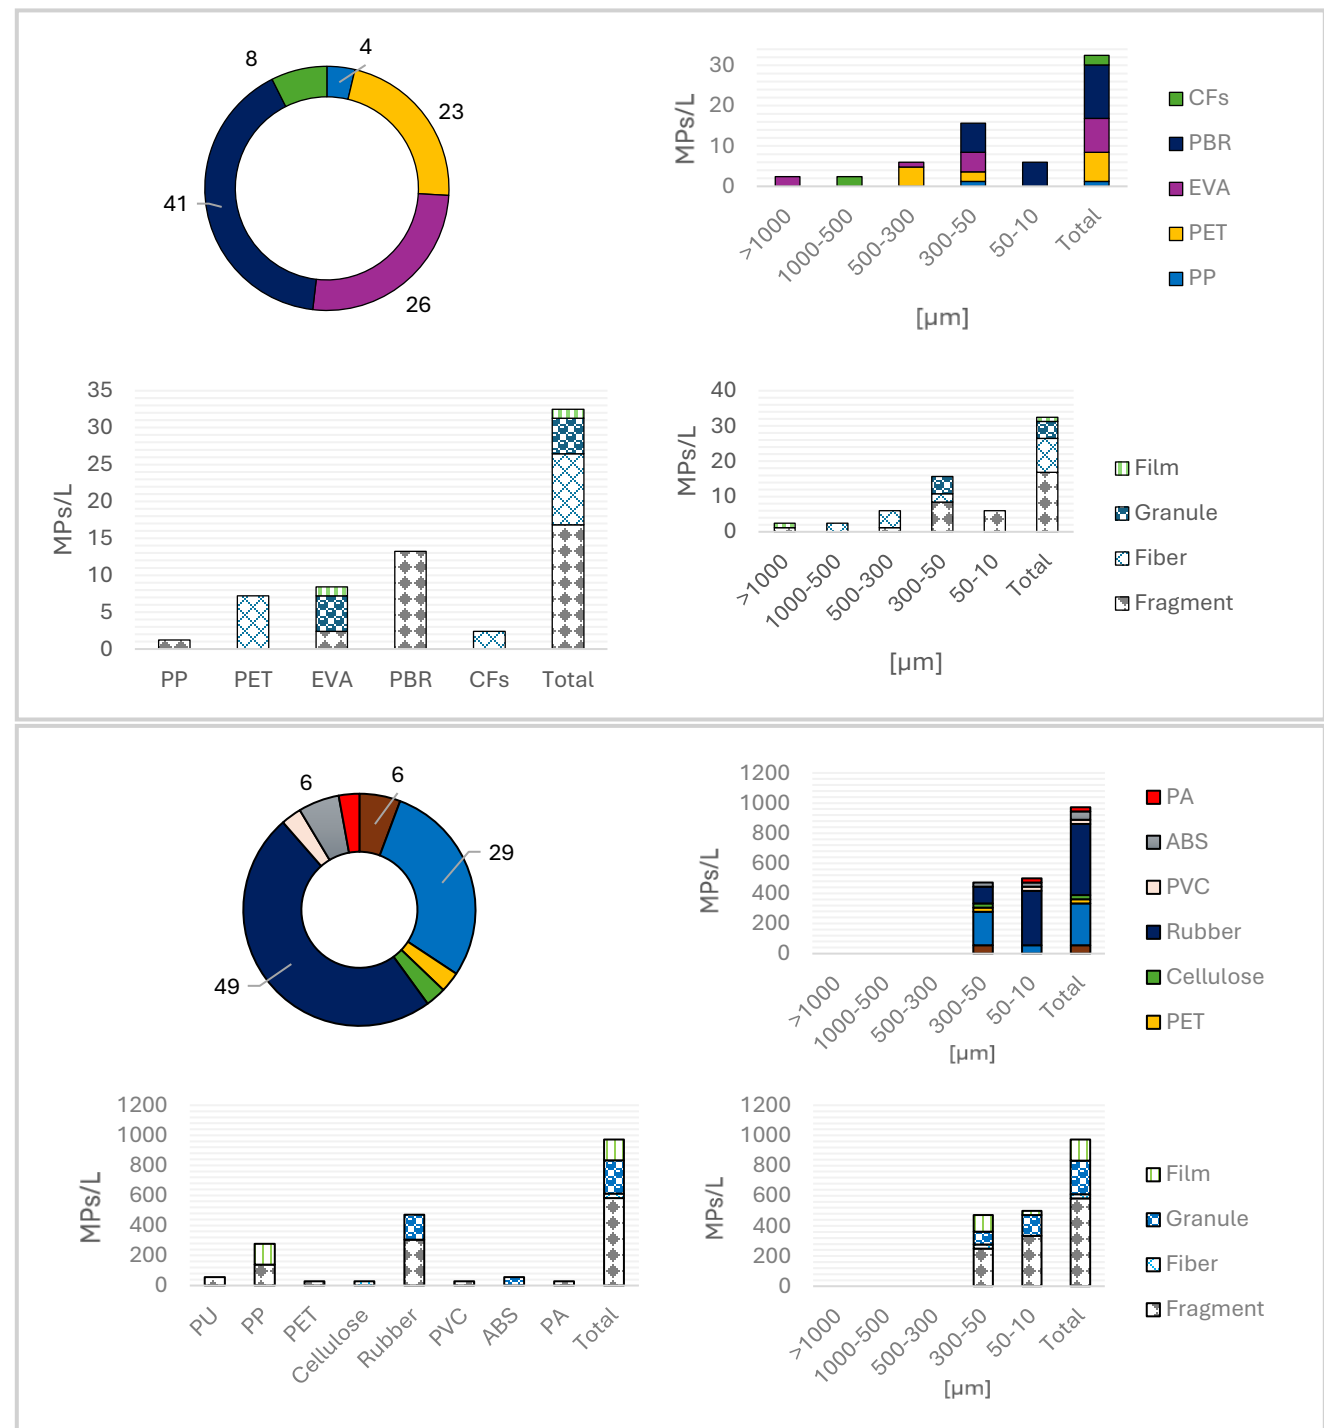 8
4
23
41
26
MPs/L
30
20
10
0
>1000
1000-500
500-300
300-50
50-10
Total
[µm]
CFs
PBR
EVA
PET
PP
MPs/L
35
30
25
20
15
10
5
0
PP
PET
EVA
PBR
CFs
Total
MPs/L
40
30
20
10
0
>1000
1000-500
500-300
300-50
50-10
Total
[µm]
Film
Granule
Fiber
Fragment
6
6
29
49
MPs/L
1200
1000
800
600
400
200
0
>1000
1000-500
500-300
300-50
50-10
Total
[µm]
PA
ABS
PVC
Rubber
Cellulose
PET
MPs/L
1200
1000
800
600
400
200
0
PU
PP
PET
Cellulose
Rubber
PVC
ABS
PA
Total
MPs/L
1200
1000
800
600
400
200
0
>1000
1000-500
500-300
300-50
50-10
Total
[µm]
Film
Granule
Fiber
Fragment